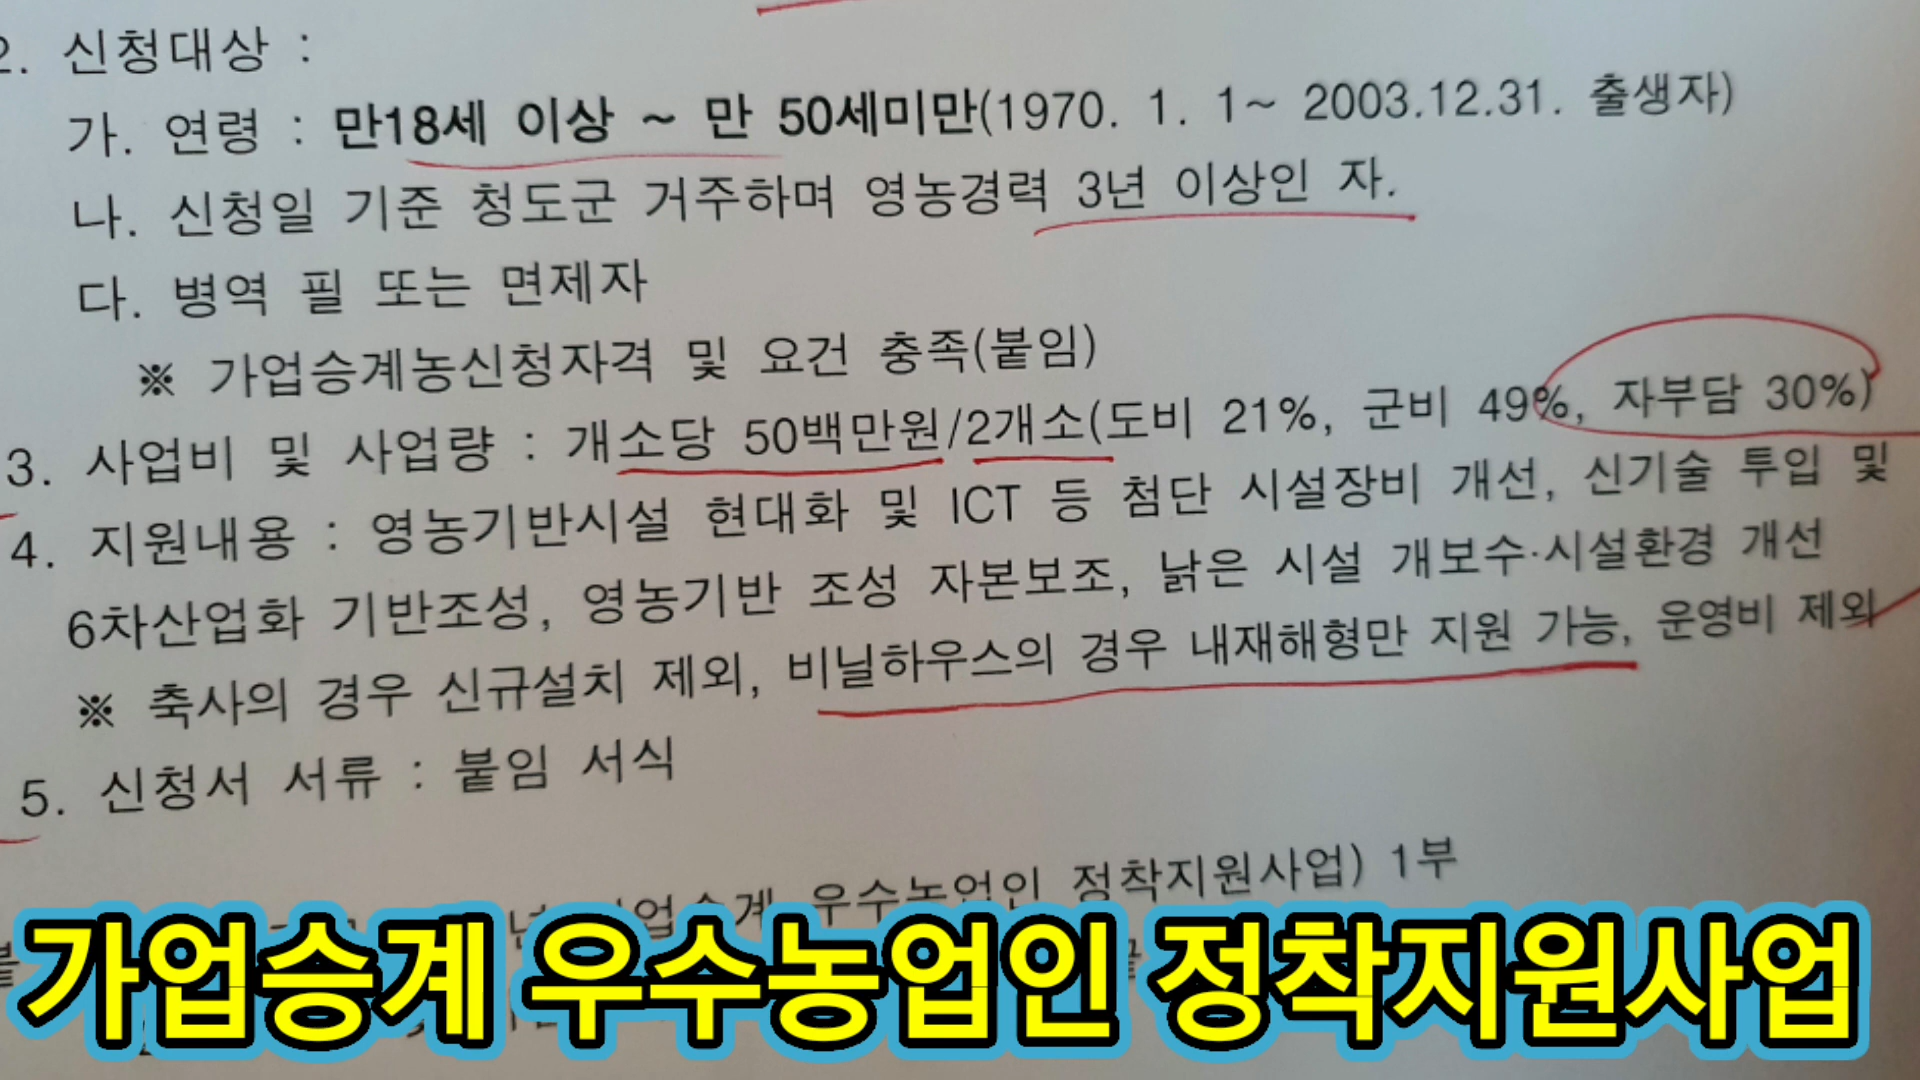 2. 신청대상 :
가. 연령 : 만18세 이상 ~ 만 50세미만(1970. 1. 1~ 2003.12.31. 출생자)
나. 신청일 기준 청도군 거주하며 영농경력 3년 이상인 자.
다. 병역 필 또는 면제자
※ 가업승계농신청자격 및 요건 충족(붙임)
3. 사업비 및 사업량 : 개소당 50백만원/2개소(도비 21%, 군비 49%, 자부담 30%)
4. 지원내용 : 영농기반시설 현대화 및 ICT 등 첨단 시설장비 개선, 신기술 투입 및
6차산업화 기반조성, 영농기반 조성 자본보조, 낡은 시설 개보수·시설환경 개선
※ 축사의 경우 신규설치 제외, 비닐하우스의 경우 내재해형만 지원 가능, 운영비 제외
5. 신청서 서류 : 붙임 서식
우수농업인 정착지원사업) 1부
가업승계 우수농업인 정착지원사업